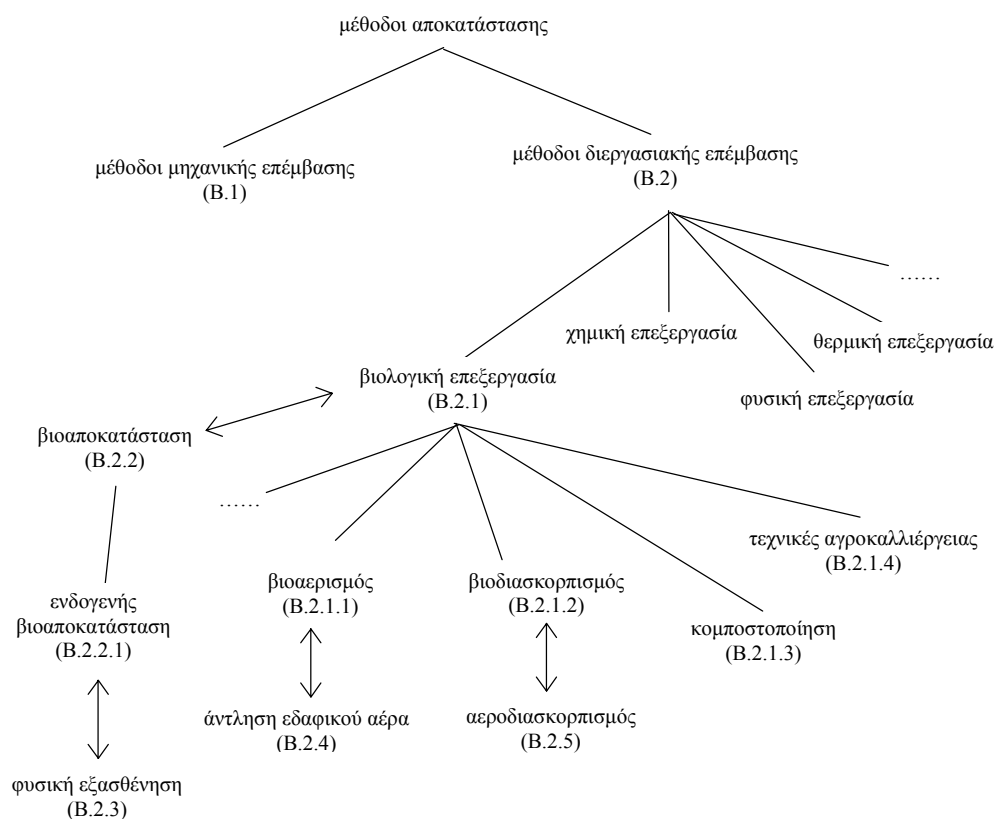 μέθοδοι αποκατάστασης
μέθοδοι μηχανικής επέμβασης
(Β.1)
μέθοδοι διεργασιακής επέμβασης
(Β.2)
……
χημική επεξεργασία
θερμική επεξεργασία
φυσική επεξεργασία
βιολογική επεξεργασία
(Β.2.1)
βιοαποκατάσταση
(Β.2.2)
……
τεχνικές αγροκαλλιέργειας
(Β.2.1.4)
βιοαερισμός
(Β.2.1.1)
βιοδιασκορπισμός
(Β.2.1.2)
ενδογενής
βιοαποκατάσταση
(Β.2.2.1)
κομποστοποίηση
(Β.2.1.3)
άντληση εδαφικού αέρα
(Β.2.4)
αεροδιασκορπισμός
(Β.2.5)
φυσική εξασθένηση
(Β.2.3)